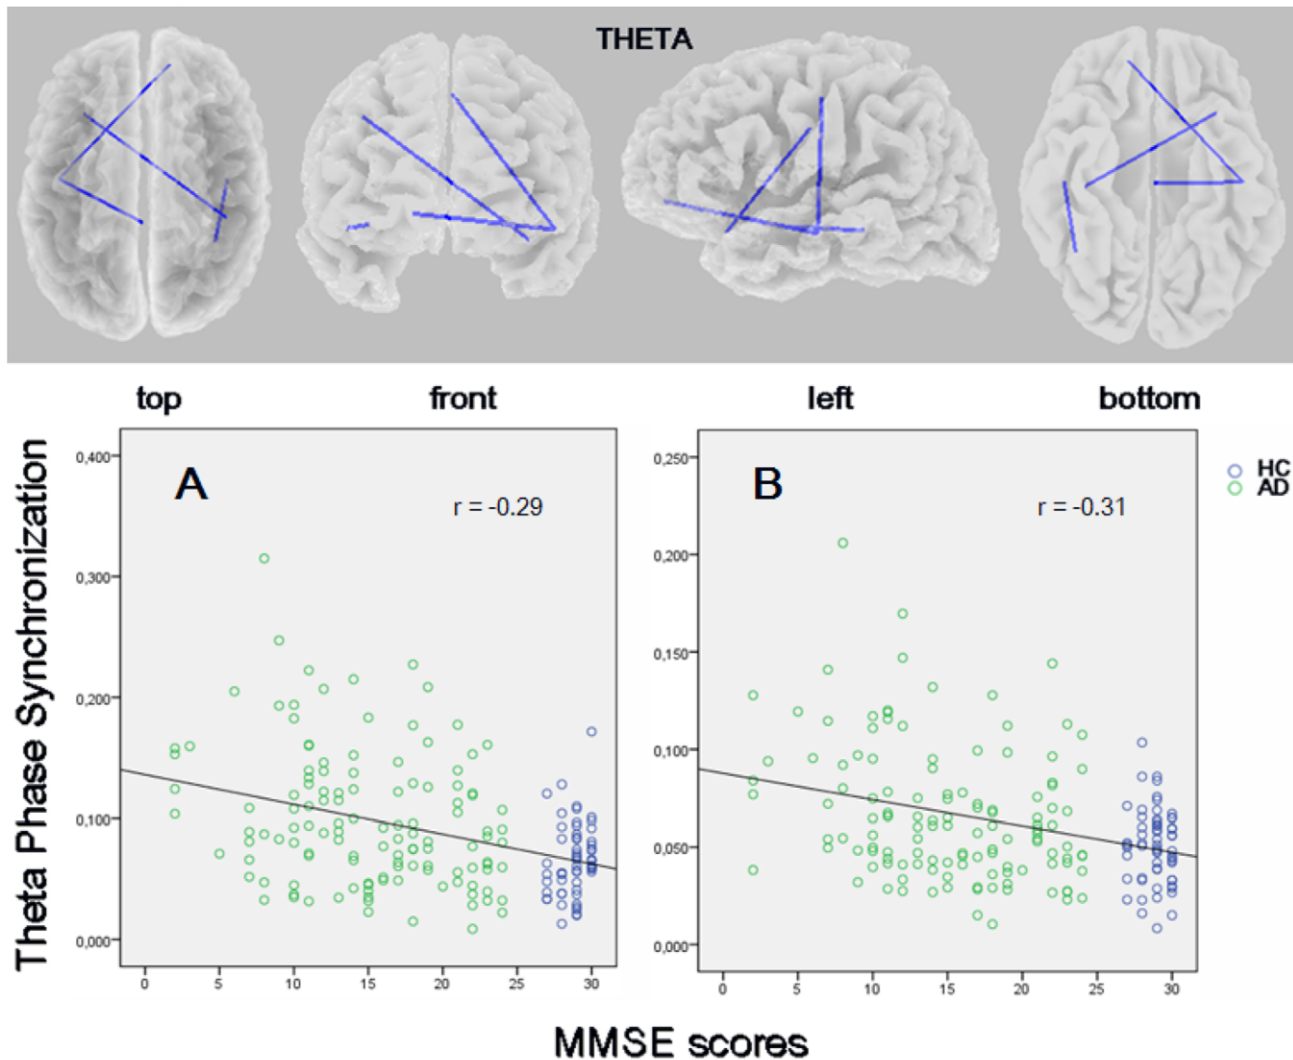 THETA
top front left bottom
Theta Phase Synchronization
A
r = -0.29
0,400
0,300
0,200
0,100
0,000
0 5 10 15 20 25 30
B
r = -0.31
0,250
0,200
0,150
0,100
0,050
0,000
0 5 10 15 20 25 30
HC
AD
MMSE scores